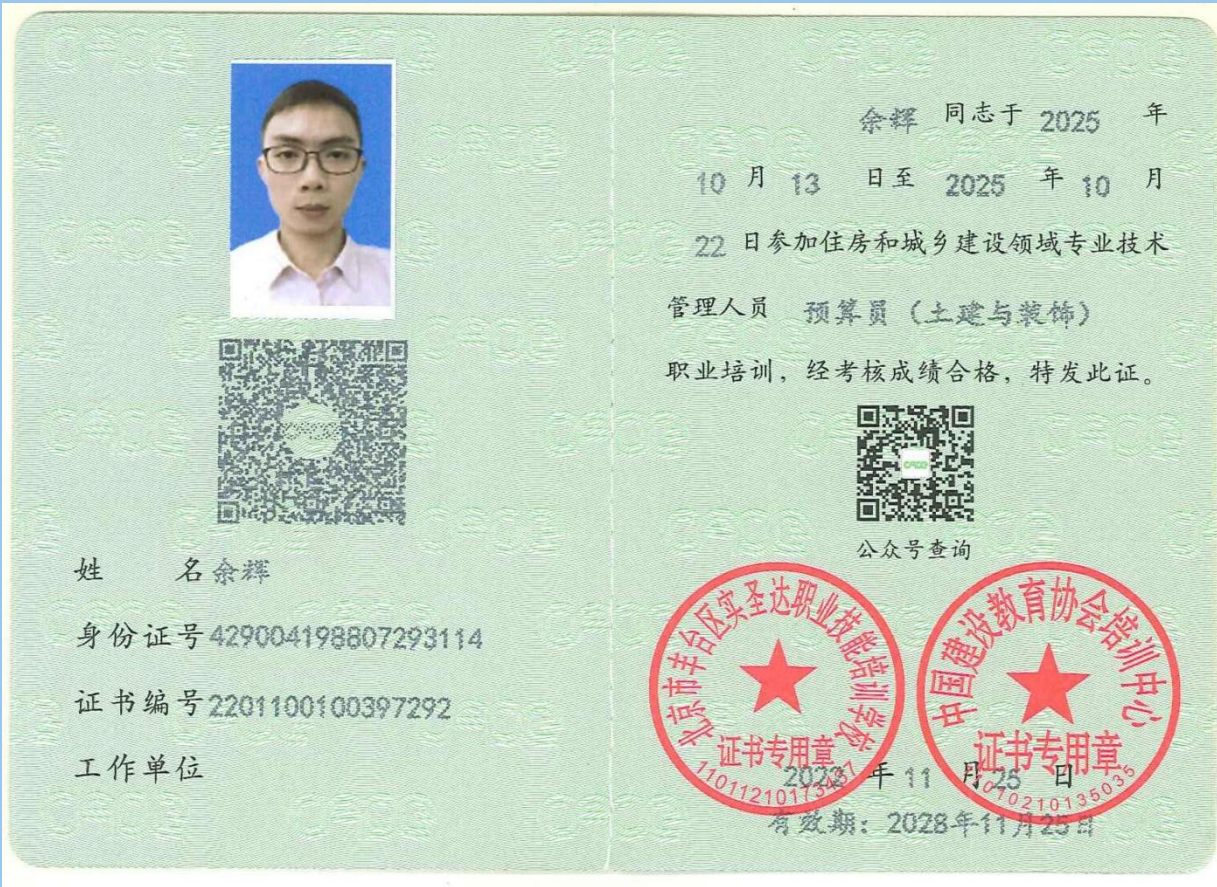 姓 名 余辉
身份证号 429004198807293114
证书编号 2201100100397292
工作单位
余辉 同志于 2025 年
10 月 13 日至 2025 年 10 月
22 日参加住房和城乡建设领域专业技术
管理人员 预算员（土建与装饰）
职业培训，经考核成绩合格，特发此证。
公众号查询
北京市丰台区实圣达职业技能培训学校
证书专用章
中国建设教育协会培训中心
证书专用章
11010210135035
2022 年 11 月 25 日
有效期：2028年11月25日